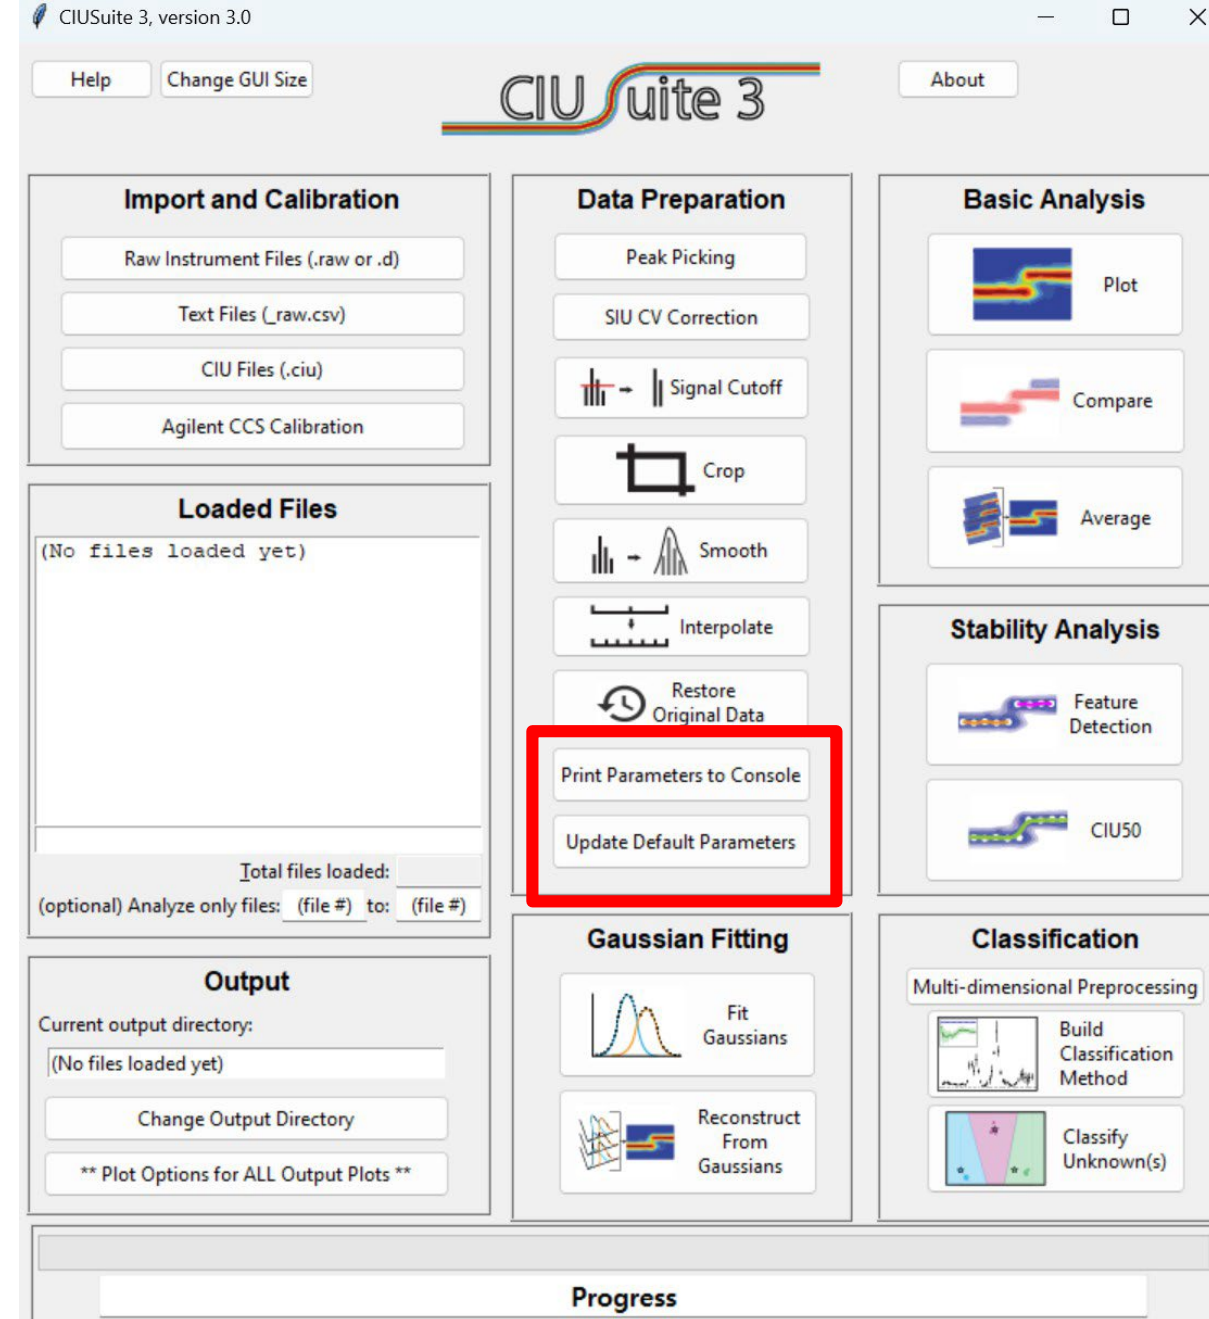 CIUSuite 3, version 3.0
Help
Change GUI Size
CIU Suite 3
About
Import and Calibration
Raw Instrument Files (.raw or .d)
Text Files (_raw.csv)
CIU Files (.ciu)
Agilent CCS Calibration
Loaded Files
(No files loaded yet)
Total files loaded:
(optional) Analyze only files: (file #) to: (file #)
Output
Current output directory:
(No files loaded yet)
Change Output Directory
** Plot Options for ALL Output Plots **
Data Preparation
Peak Picking
SIU CV Correction
Signal Cutoff
Crop
Smooth
Interpolate
Restore
Original Data
Print Parameters to Console
Update Default Parameters
Gaussian Fitting
Fit
Gaussians
Reconstruct
From
Gaussians
Basic Analysis
Plot
Compare
Average
Stability Analysis
Feature
Detection
CIU50
Classification
Multi-dimensional Preprocessing
Build
Classification
Method
Classify
Unknown(s)
Progress